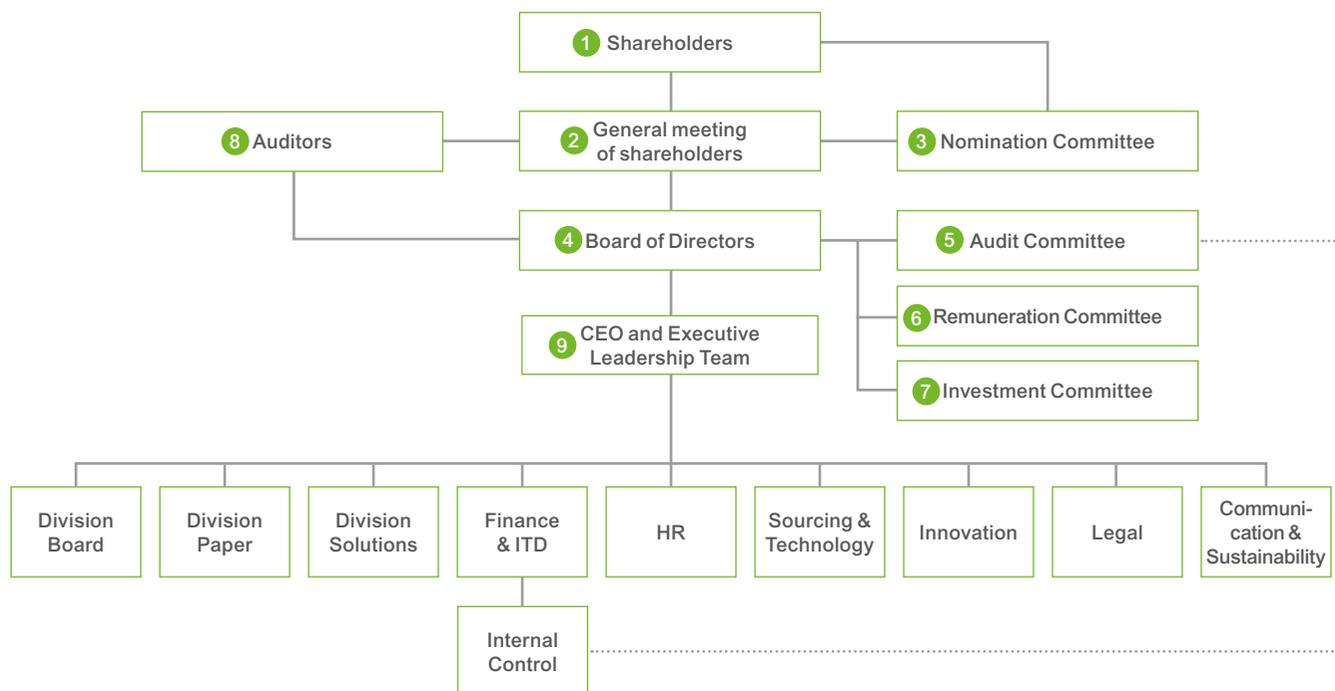 1 Shareholders
8 Auditors
2 General meeting
of shareholders
3 Nomination Committee
4 Board of Directors
5 Audit Committee
6 Remuneration Committee
9 CEO and Executive
Leadership Team
7 Investment Committee
Division
Board
Division
Paper
Division
Solutions
Finance
& ITD
HR
Sourcing &
Technology
Innovation
Legal
Communi-
cation &
Sustainability
Internal
Control